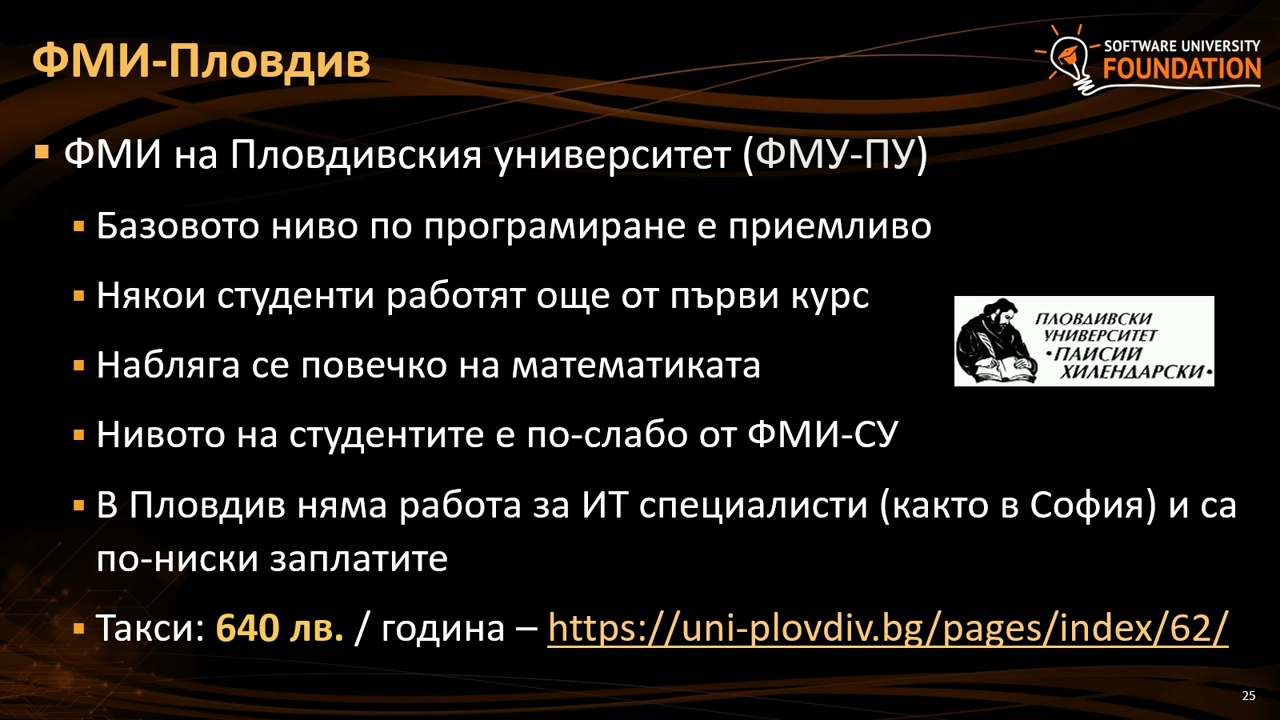 ФМИ-Пловдив
SOFTWARE UNIVERSITY
FOUNDATION
ФМИ на Пловдивския университет (ФМУ-ПУ)
Базовото ниво по програмиране е приемливо
Някои студенти работят още от първи курс
Набляга се повечко на математиката
ПЛОВДИВСКИ
УНИВЕРСИТЕТ
•ПАИСИИ
ХИЛЕНДАРСКИ•
Нивото на студентите е по-слабо от ФМИ-СУ
В Пловдив няма работа за ИТ специалисти (както в София) и са
по-ниски заплатите
Такси: 640 лв. / година – https://uni-plovdiv.bg/pages/index/62/
25